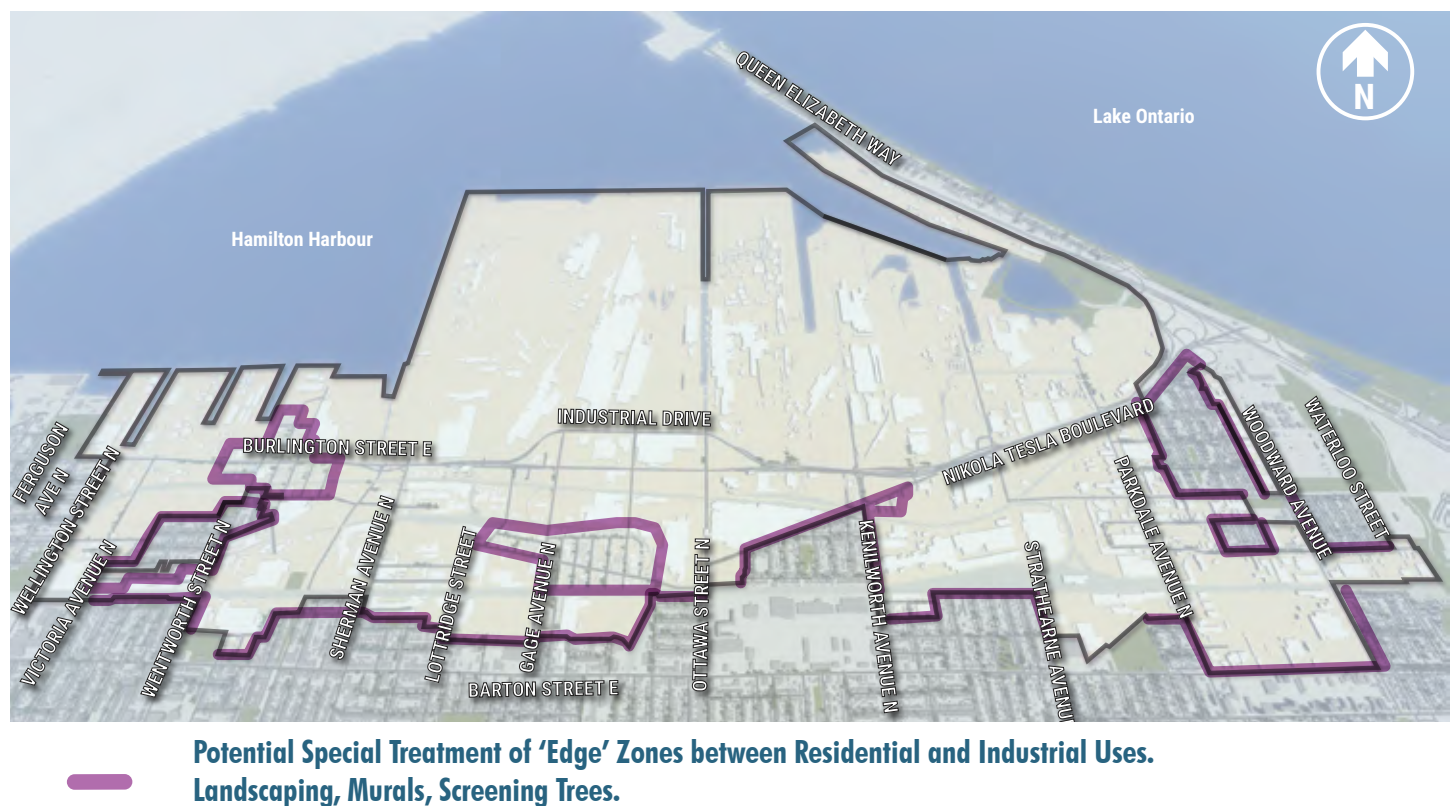 QUEEN ELIZABETH WAY
Lake Ontario
N
Hamilton Harbour
INDUSTRIAL DRIVE
BURLINGTON STREET E
NIKOLA TESLA BOULEVARD
FERGUSON
AVE N
WELLINGTON STREET N
VICTORIA AVENUE N
WENTWORTH STREET N
SHERMAN AVENUE N
LOTTRIDGE STREET
GAGE AVENUE N
BARTON STREET E
OTTAWA STREET N
KENILWORTH AVENUE N
STRATHEARNE AVENU
PARKDALE AVENUE N
WOODWARD AVENUE
WATERLOO STREET
Potential Special Treatment of ‘Edge’ Zones between Residential and Industrial Uses.
Landscaping, Murals, Screening Trees.